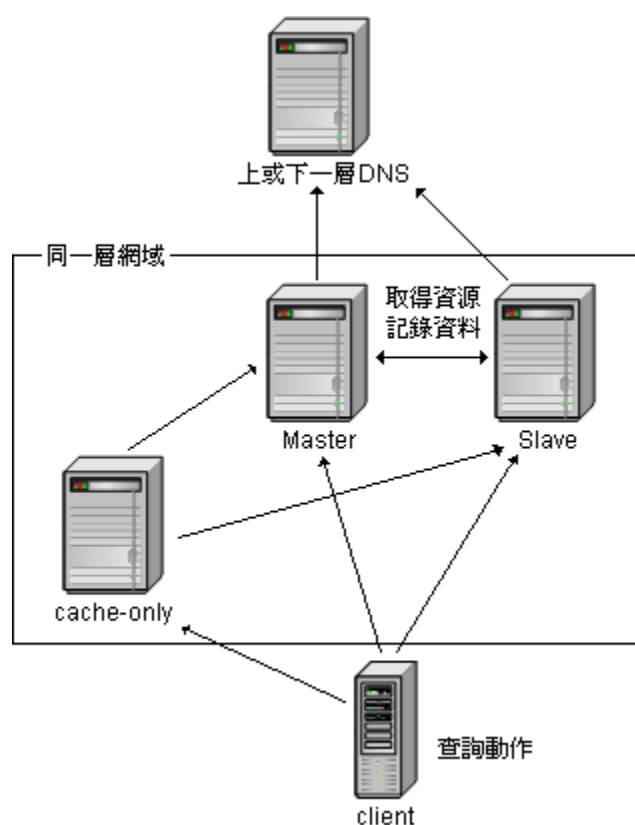 上或下一層DNS
同一層網域
取得資源
記錄資料
Master
Slave
cache-only
查詢動作
client